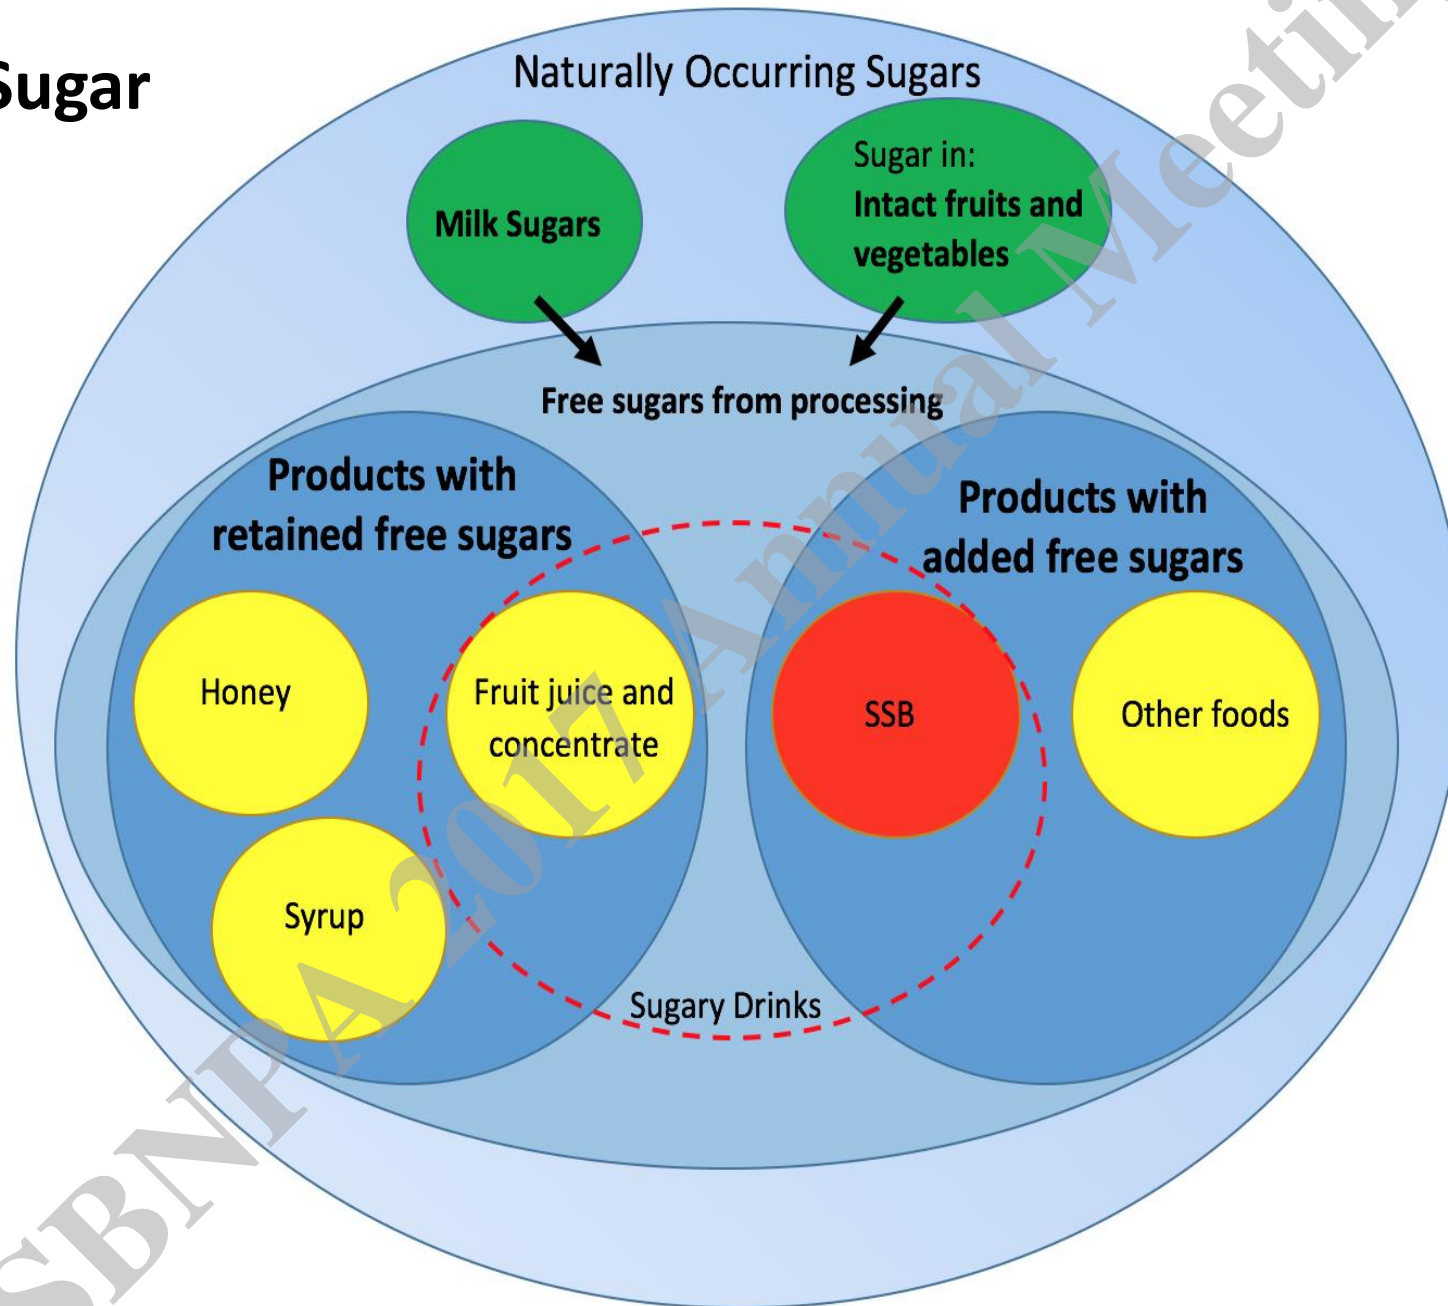 Sugar
Naturally Occurring Sugars
Milk Sugars
Sugar in:
Intact fruits and
vegetables
Free sugars from processing
Products with
retained free sugars
Products with
added free sugars
Honey
Fruit juice and
concentrate
SSB
Other foods
Syrup
Sugary Drinks
SBNPA 2017 Annual Meeting